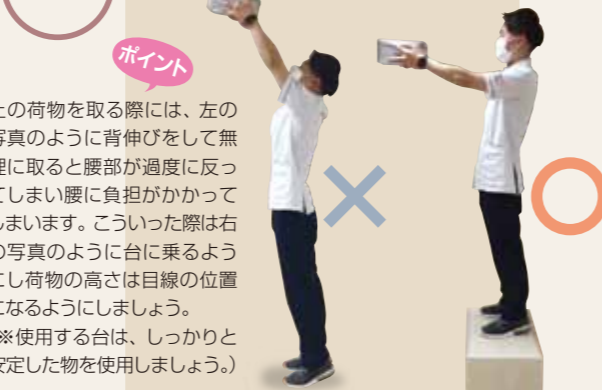 ポイント
上の荷物を取る際には、左の
写真のように背伸びをして無
理に取ると腰部が過度に反っ
てしまい腰に負担がかかって
しまいます。こういった際は右
の写真のように台に乗るよう
にし荷物の高さは目線の位置
になるようにしましょう。
※使用する台は、しっかりと
安定した物を使用しましょう。）